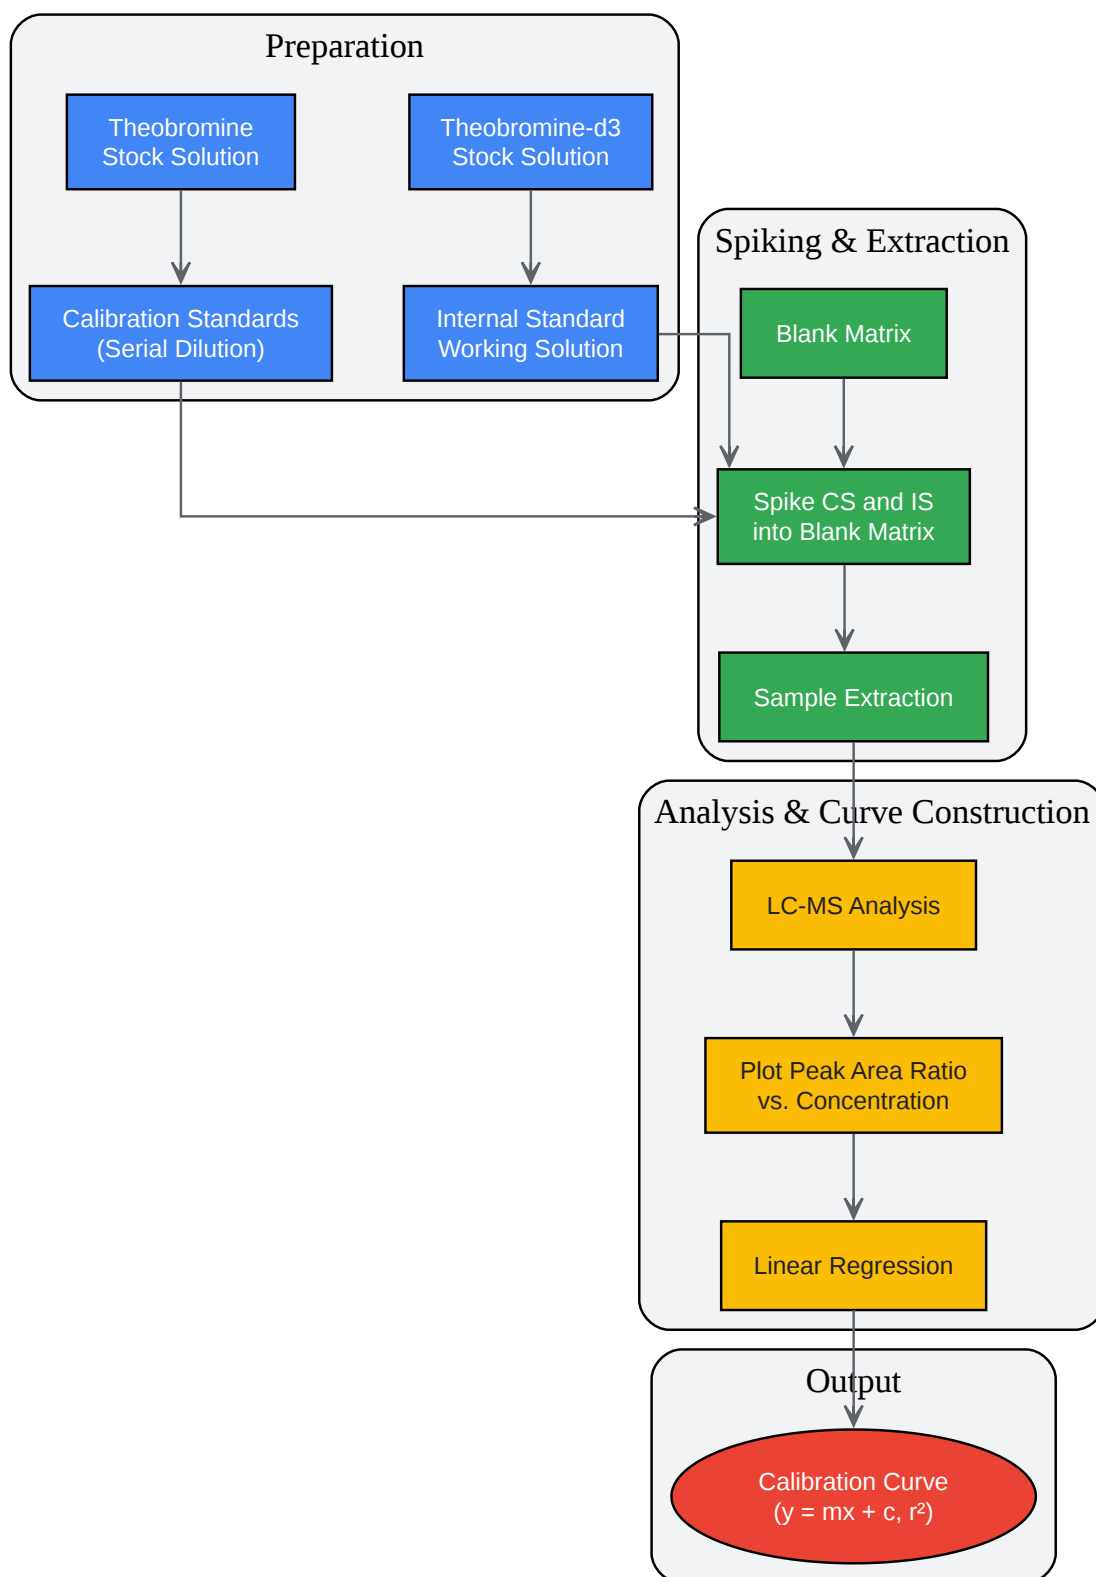 Preparation
Theobromine
Stock Solution
Theobromine-d3
Stock Solution
Calibration Standards
(Serial Dilution)
Internal Standard
Working Solution
Spiking & Extraction
Blank Matrix
Spike CS and IS
into Blank Matrix
Sample Extraction
Analysis & Curve Construction
LC-MS Analysis
Plot Peak Area Ratio
vs. Concentration
Linear Regression
Output
Calibration Curve
(y = mx + c, r²)